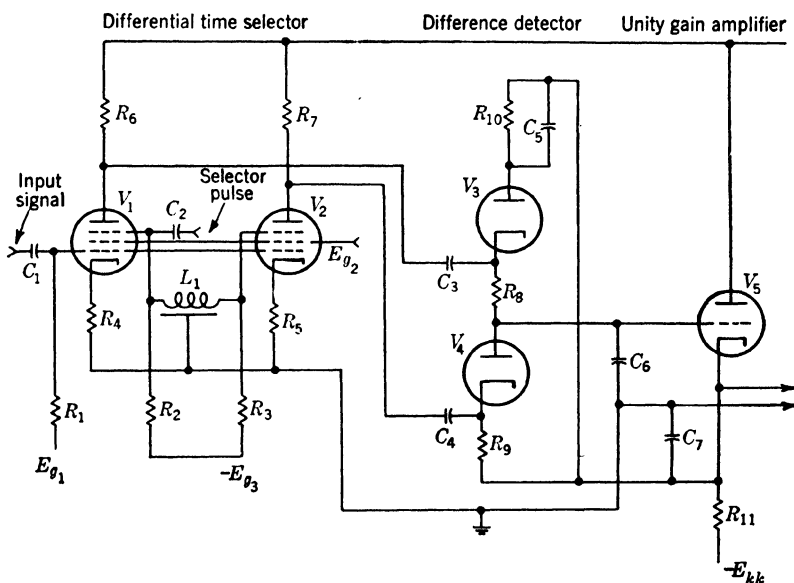 Differential time selector
Difference detector
Unity gain amplifier
R6
R7
R10
C5
Input
signal
Selector
pulse
V1
C2
V2
V3
C1
Eg2
L1
C3
R8
V5
R4
R5
V4
C6
R1
R2
R3
C4
R9
C7
Eg1
-Eg3
R11
-Ekk